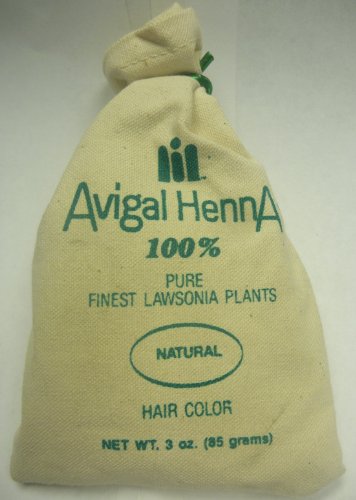 Avigal HennA
100%
PURE
FINEST LAWSONIA PLANTS
NATURAL
HAIR COLOR
NET WT. 3 oz. (85 grams)